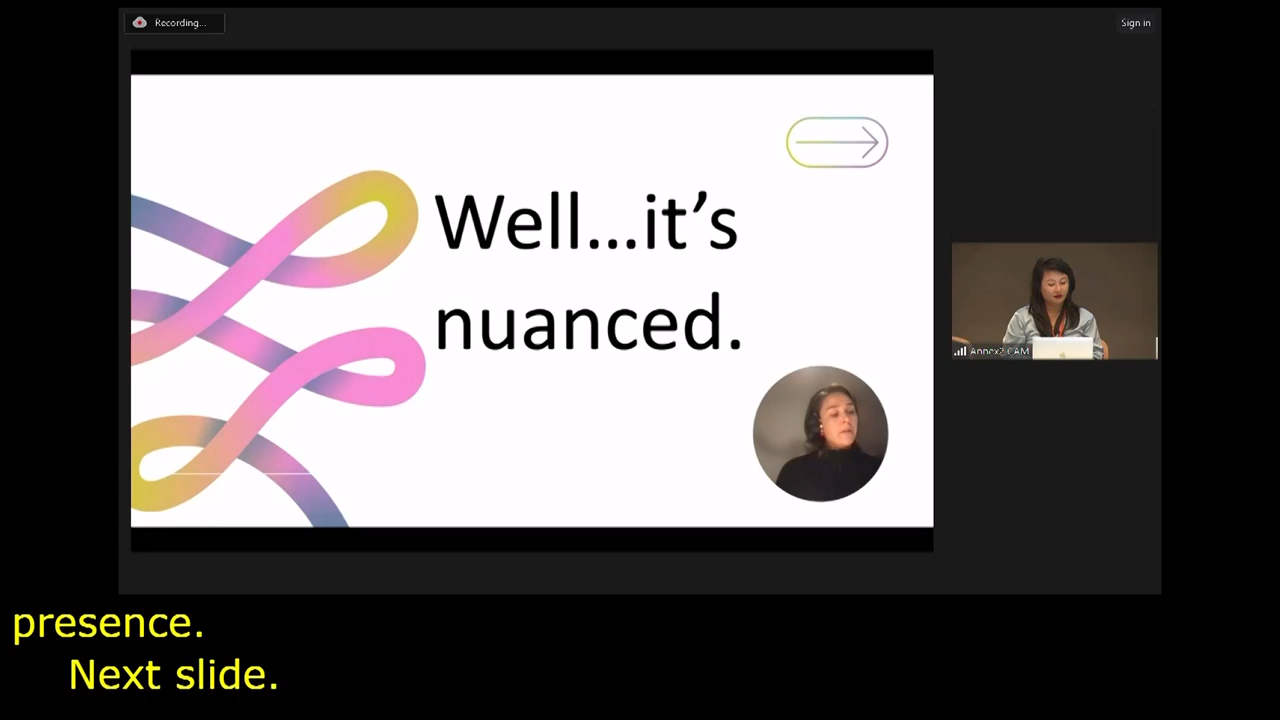 Recording...
Sign in
Well...it's
nuanced.
Annex2 CAM
presence.
Next slide.